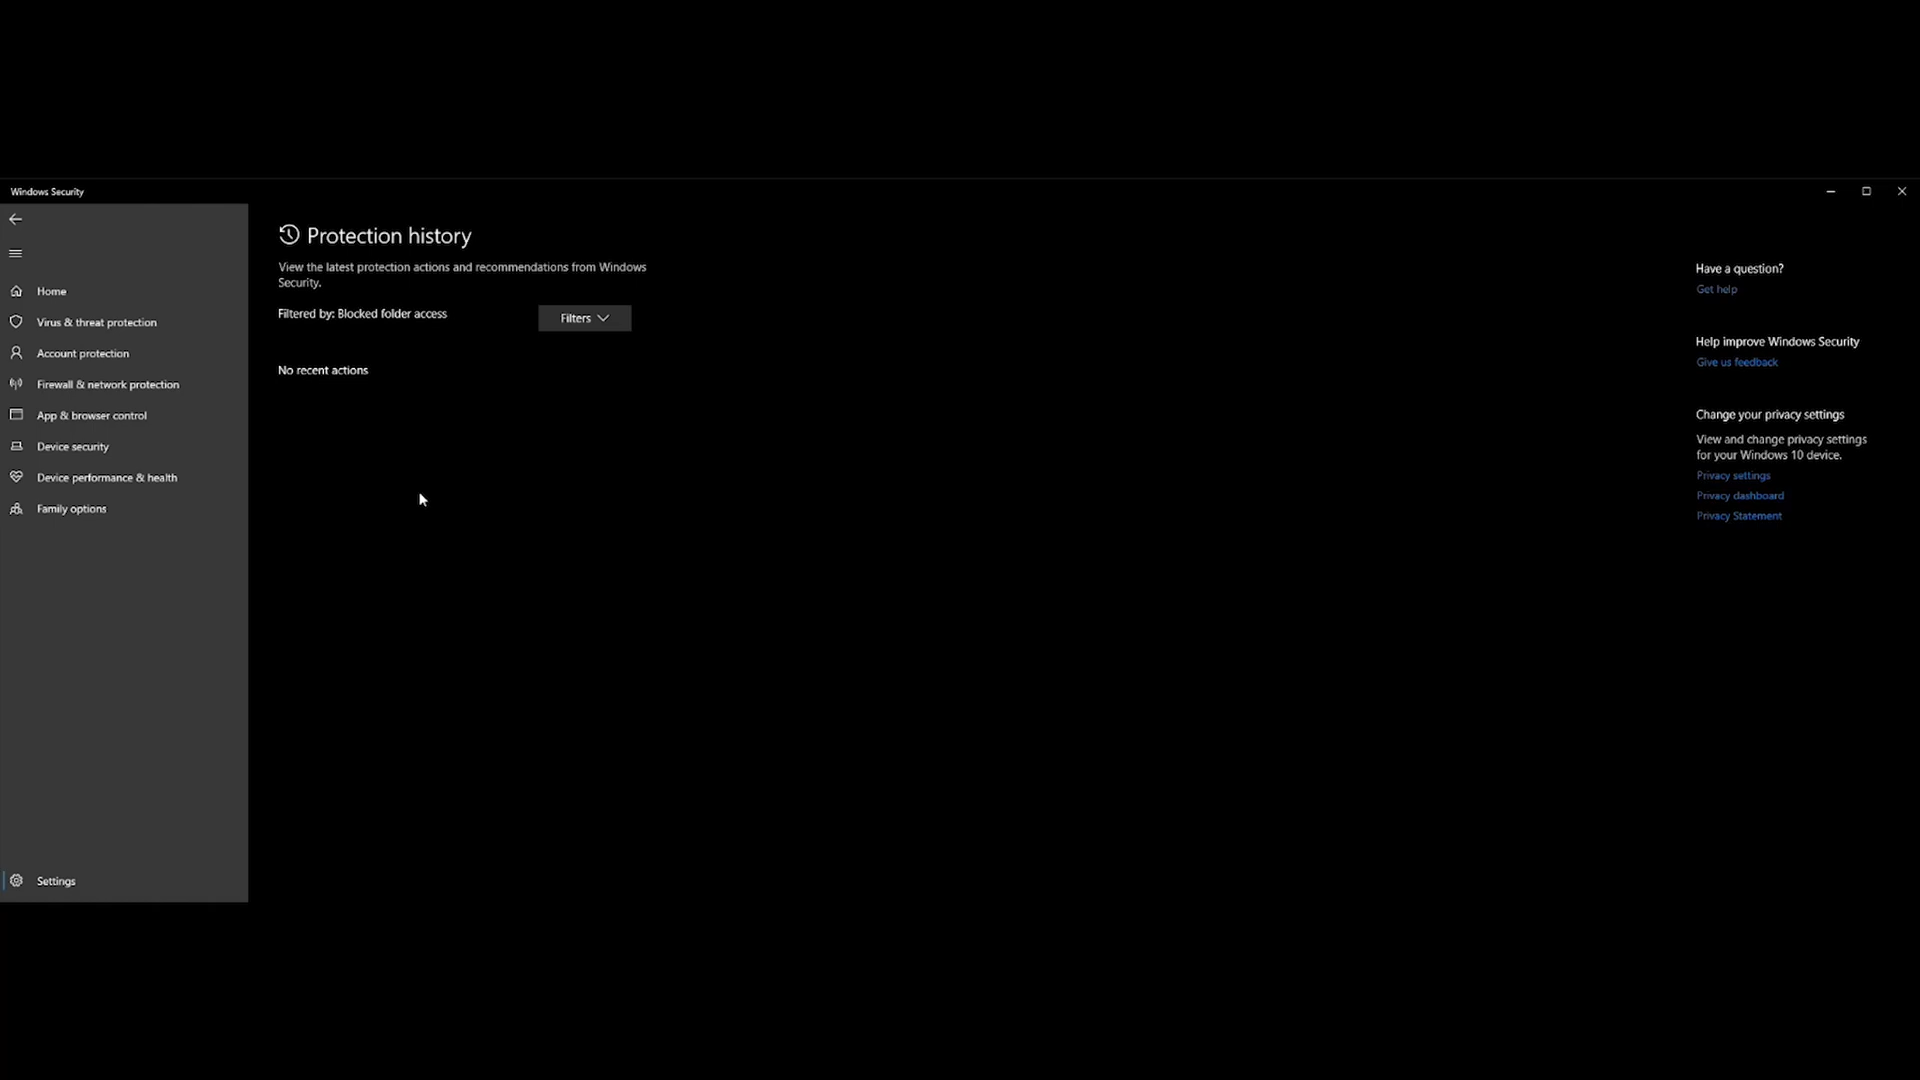 Windows Security
Home
Virus & threat protection
Account protection
Firewall & network protection
App & browser control
Device security
Device performance & health
Family options
Settings
Protection history
View the latest protection actions and recommendations from Windows
Security.
Filtered by: Blocked folder access
Filters
No recent actions
Have a question?
Get help
Help improve Windows Security
Give us feedback
Change your privacy settings
View and change privacy settings
for your Windows 10 device.
Privacy settings
Privacy dashboard
Privacy Statement